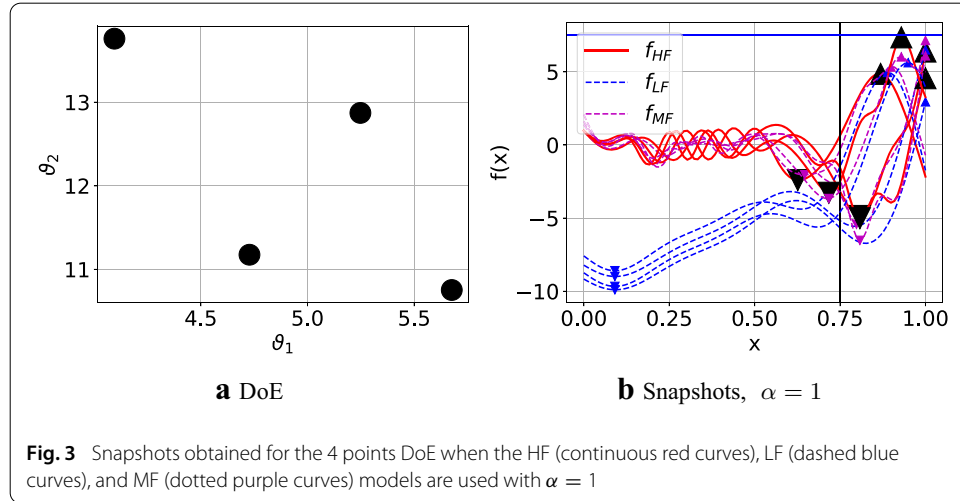 13
12
11
ϑ₂
4.5 5.0 5.5
ϑ₁
a DoE
5
0
−5
−10
f(x)
f_HF
f_LF
f_MF
0.00 0.25 0.50 0.75 1.00
x
b Snapshots, α = 1
Fig. 3 Snapshots obtained for the 4 points DoE when the HF (continuous red curves), LF (dashed blue
curves), and MF (dotted purple curves) models are used with α = 1